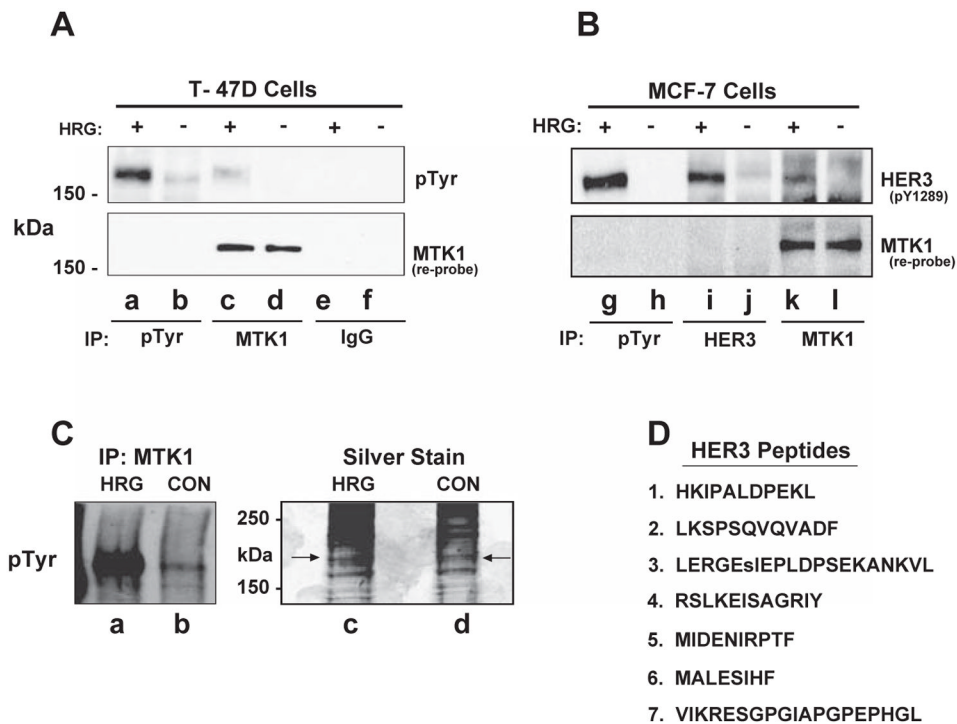 A
T- 47D Cells
HRG: + - + - + -
pTyr
150 -
kDa
MTK1
(re-probe)
150 -
a b c d e f
IP: pTyr MTK1 IgG
B
MCF-7 Cells
HRG: + - + - + -
HER3
(pY1289)
MTK1
(re-probe)
g h i j k l
IP: pTyr HER3 MTK1
C
IP: MTK1
HRG CON
pTyr
a b
Silver Stain
HRG CON
250 -
kDa
150 -
c d
D
HER3 Peptides
1. HKIPALDPEKL
2. LKSPSQVQVADF
3. LERGEsIEPLDPSEKANKVL
4. RSLKEISAGRIY
5. MIDENIRPTF
6. MALESIHF
7. VIKRESGPGIAPGPEPHGL